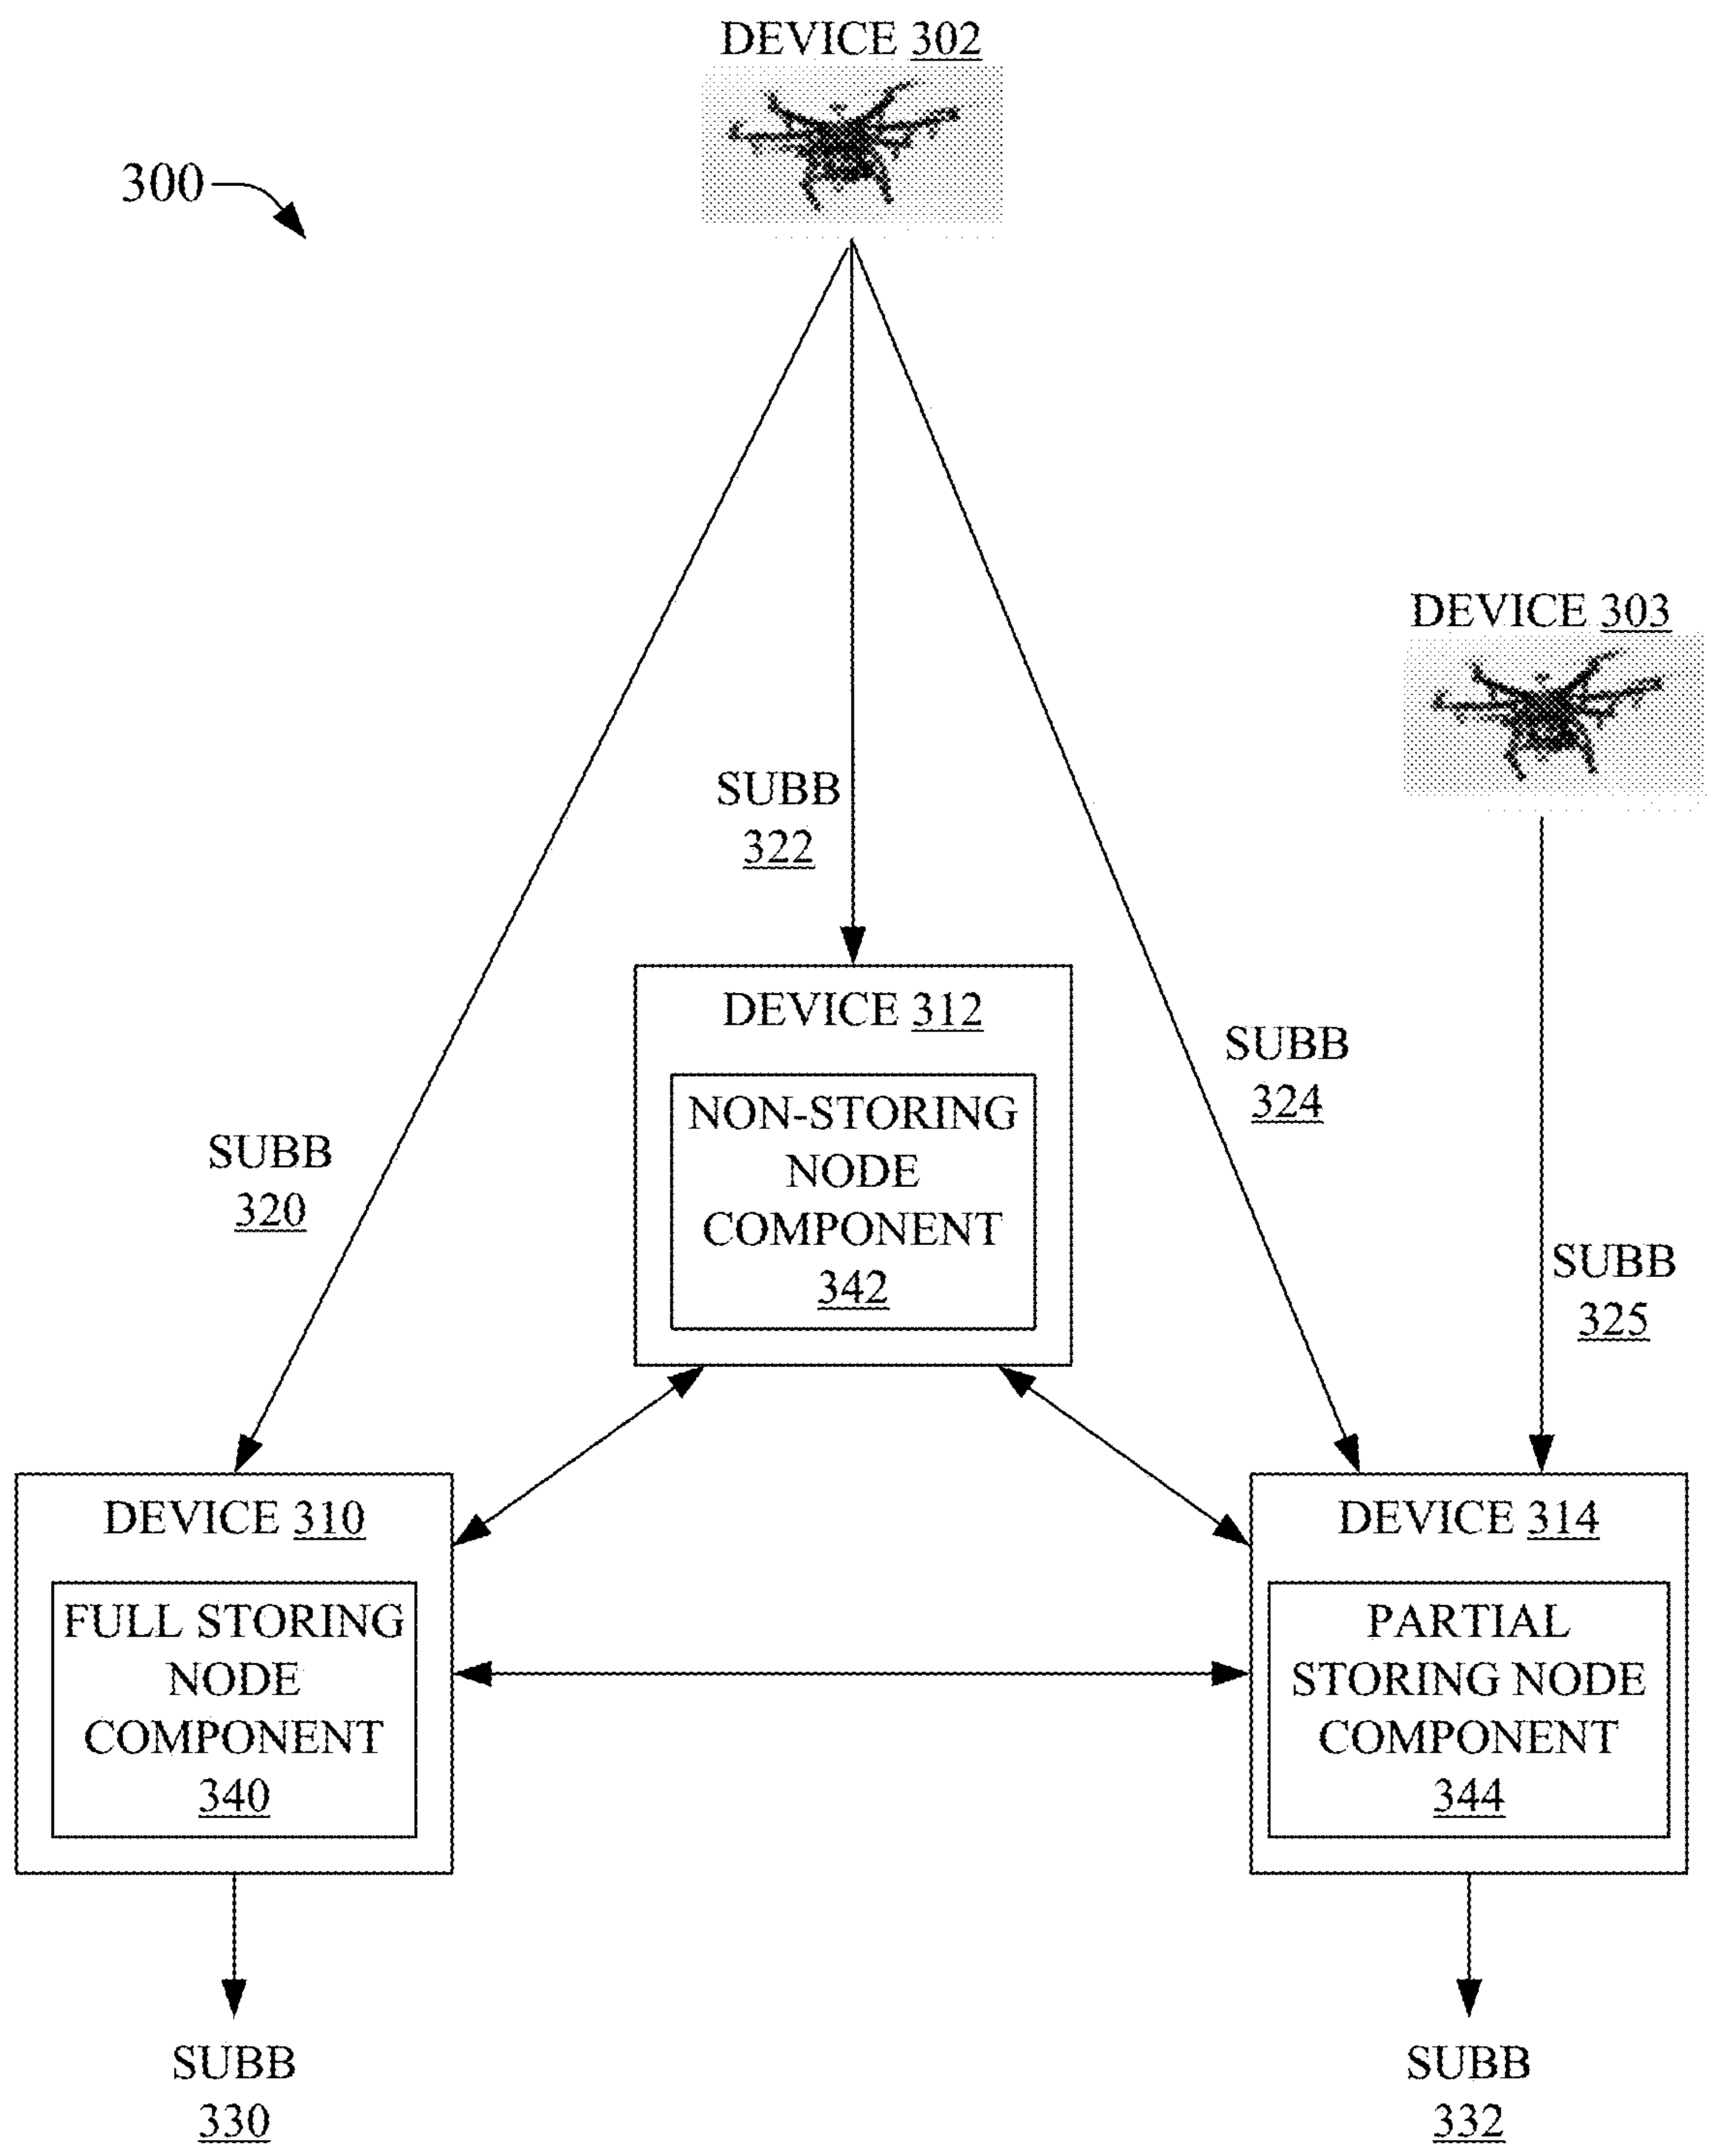 DEVICE 302
300
DEVICE 303
SUBB
322
DEVICE 312
NON-STORING
NODE
COMPONENT
342
SUBB
324
SUBB
320
SUBB
325
DEVICE 310
FULL STORING
NODE
COMPONENT
340
DEVICE 314
PARTIAL
STORING NODE
COMPONENT
344
SUBB
330
SUBB
332